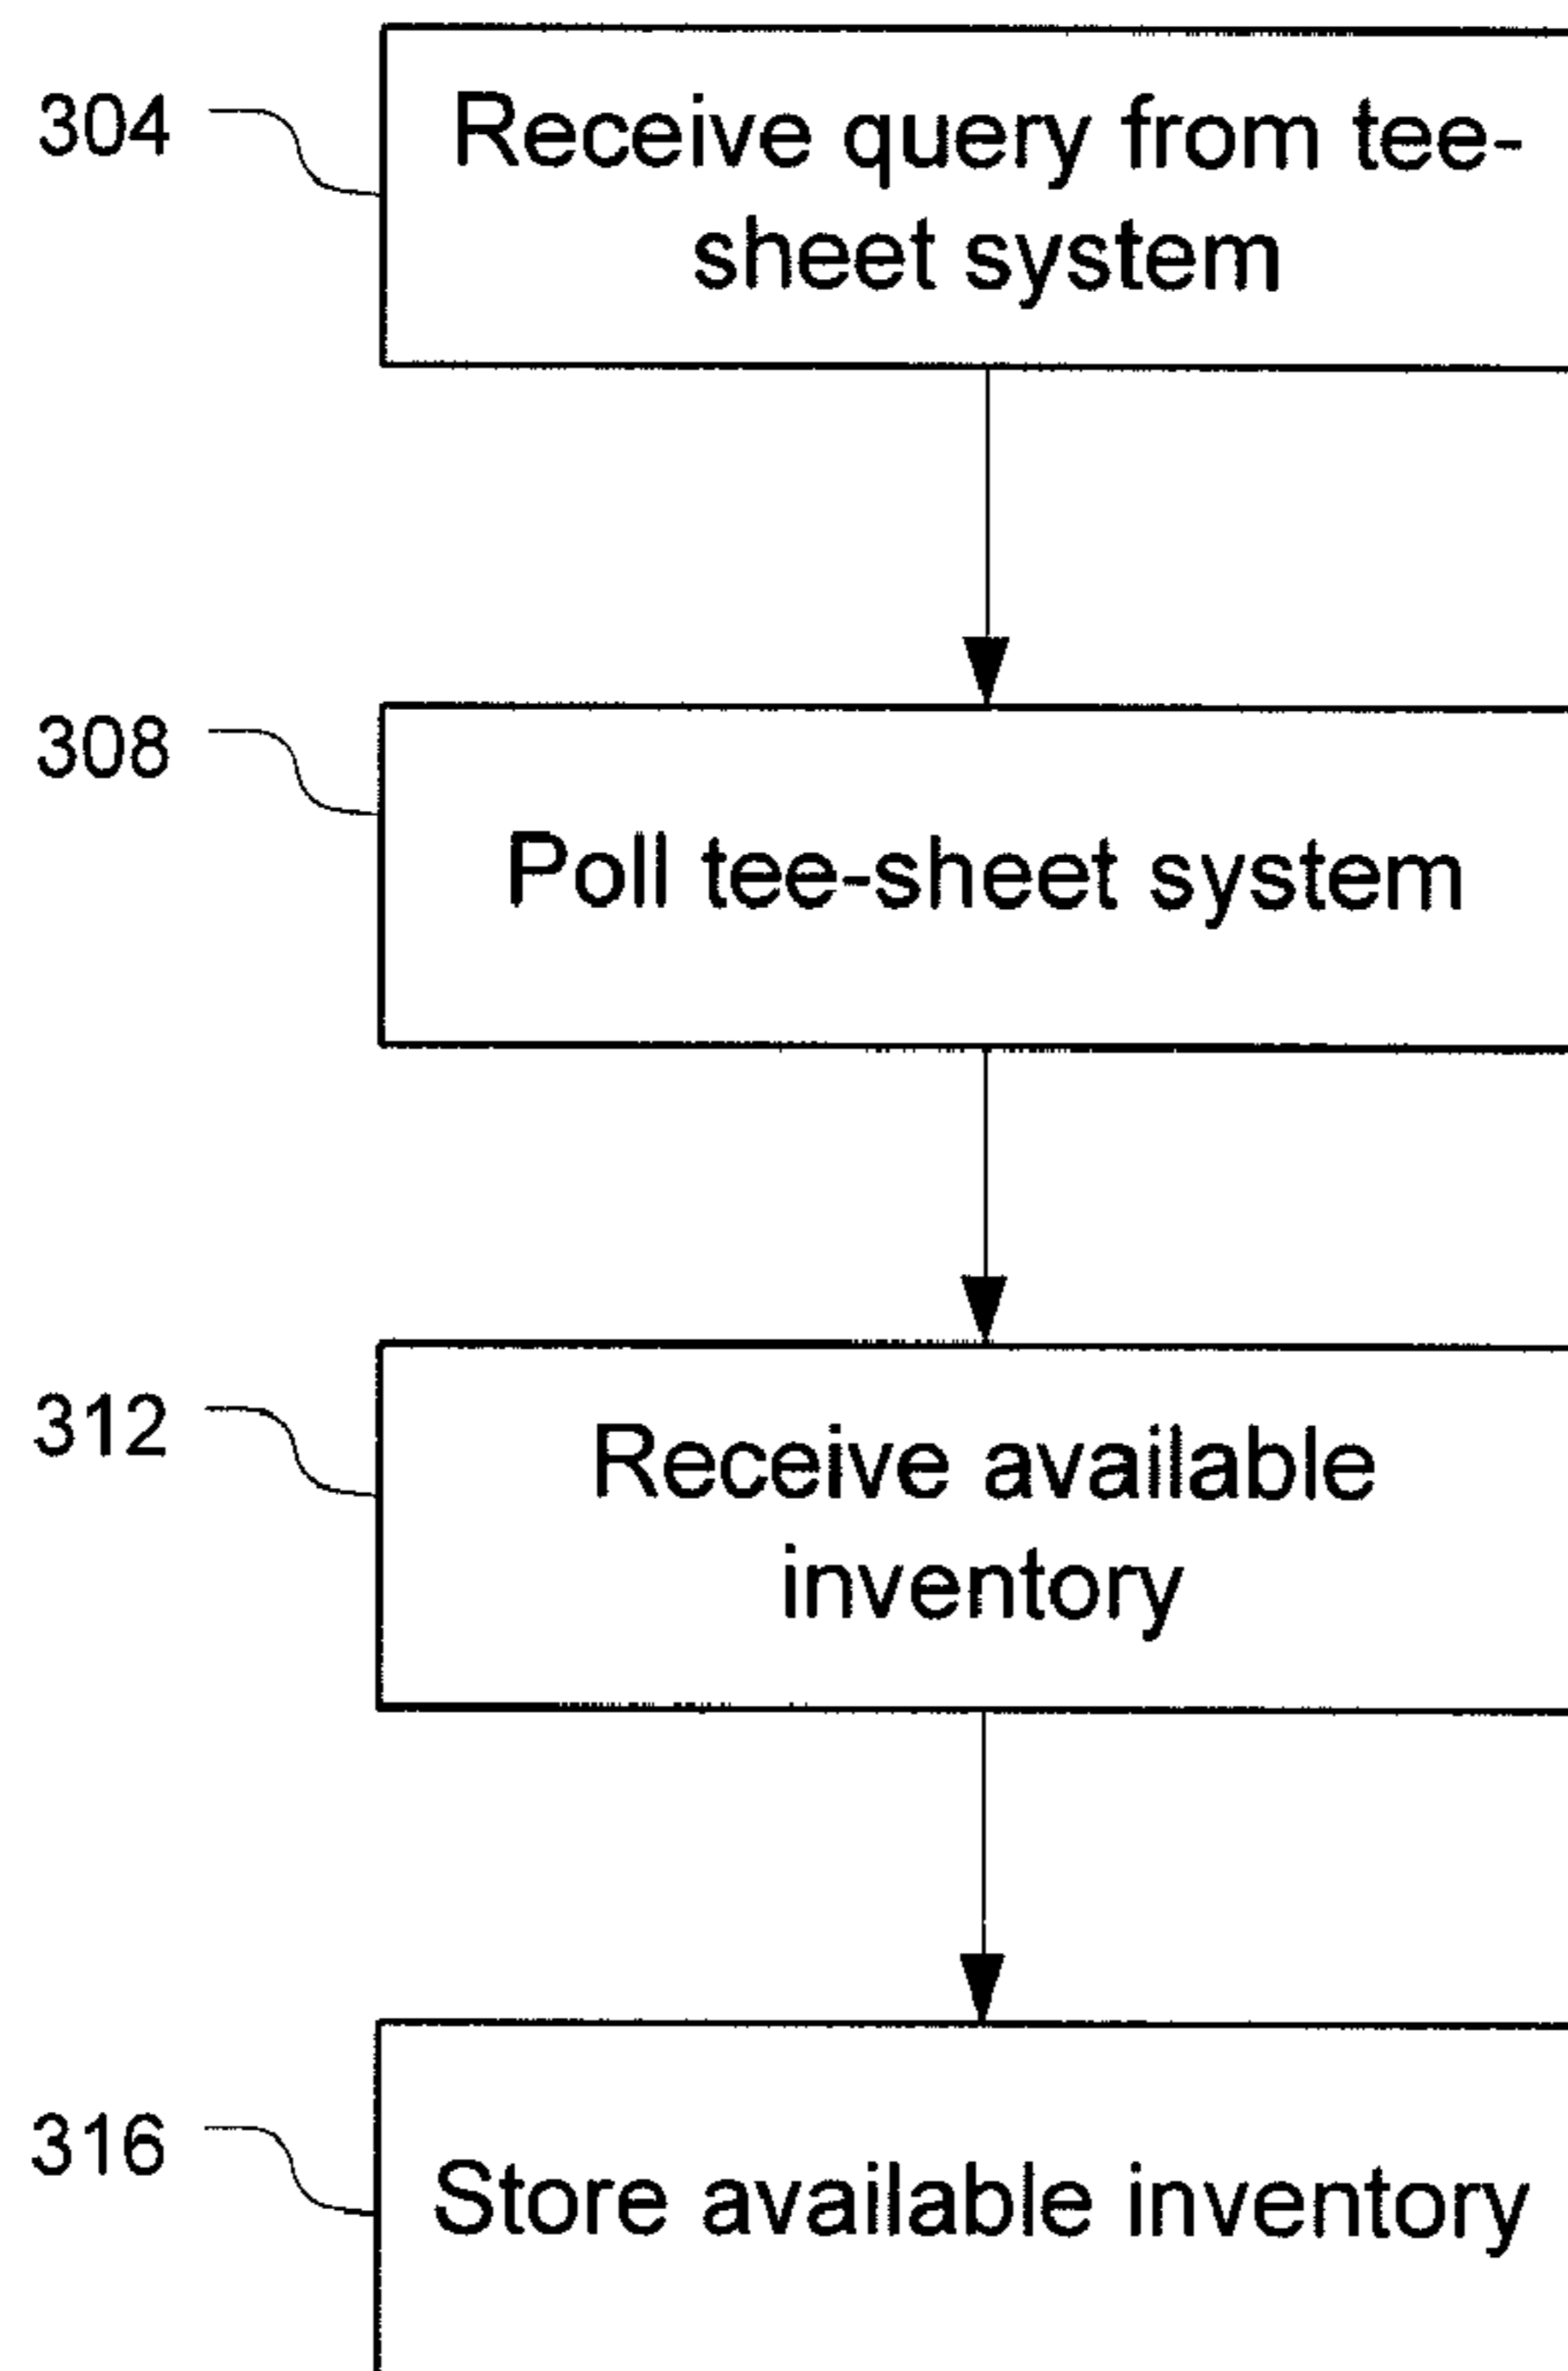 304
Receive query from tee-
sheet system
308
Poll tee-sheet system
312
Receive available
inventory
316
Store available inventory